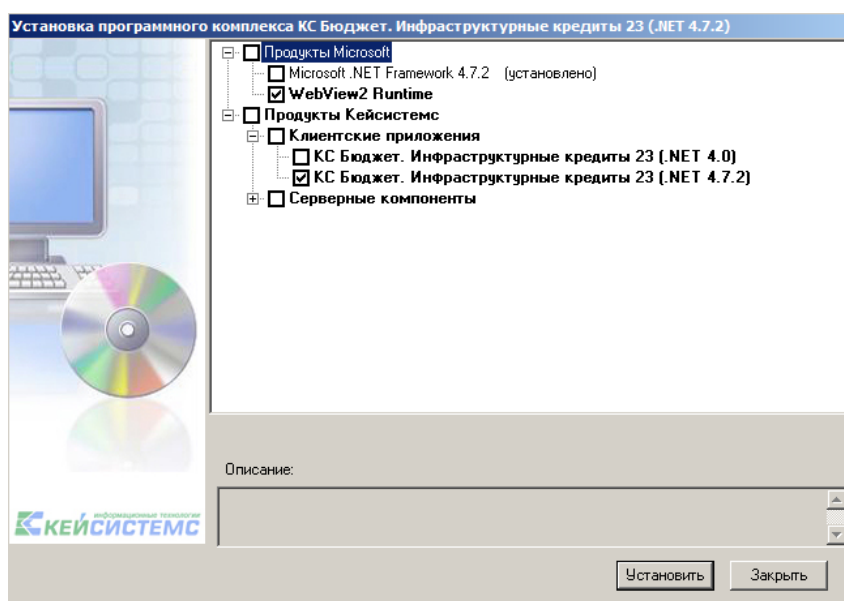 Установка программного комплекса КС Бюджет. Инфраструктурные кредиты 23 (.NET 4.7.2)
Продукты Microsoft
Microsoft .NET Framework 4.7.2 (установлено)
WebView2 Runtime
Продукты Кейсистемс
Клиентские приложения
КС Бюджет. Инфраструктурные кредиты 23 (.NET 4.0)
КС Бюджет. Инфраструктурные кредиты 23 (.NET 4.7.2)
Серверные компоненты
Описание:
информационные технологии
КЕЙСИСТЕМС
Установить Закрыть